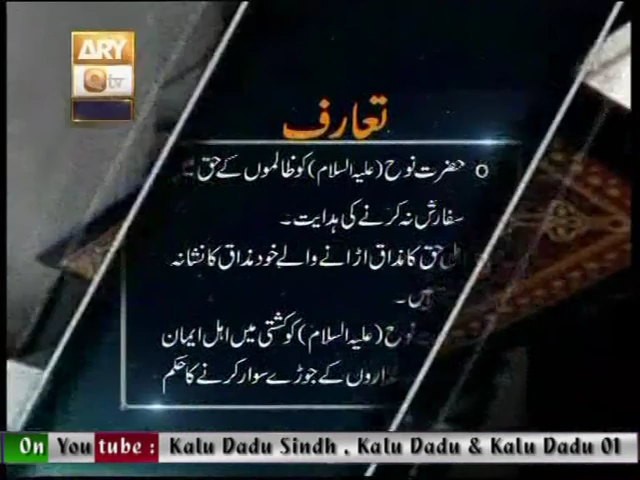 ARY
Qtv
تعارف
حضرت نوح (علیہ السلام) کو ظالموں کے حق
سفارش نہ کرنے کی ہدایت۔
حق کا مذاق اڑانے والے خود مذاق کا نشانہ
ہیں۔
نوح (علیہ السلام) کو کشتی میں اہل ایمان
کے جوڑے سوار کرنے کا حکم
On You tube : Kalu Dadu Sindh , Kalu Dadu & Kalu Dadu 01